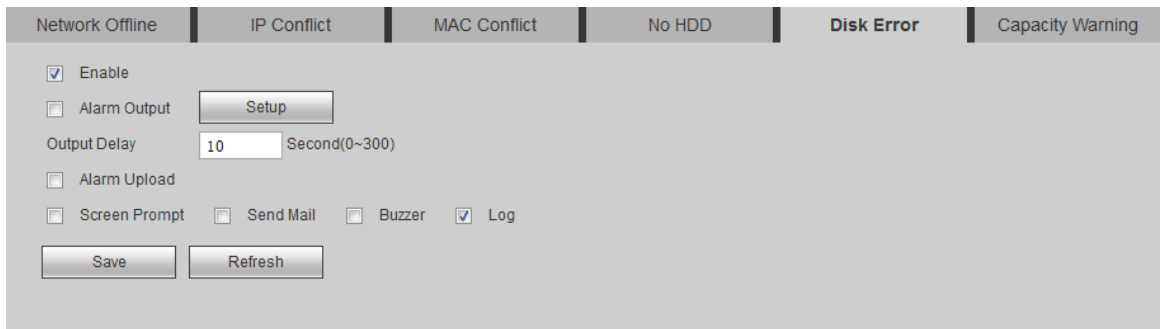 Network Offline IP Conflict MAC Conflict No HDD Disk Error Capacity Warning
Enable
Alarm Output Setup
Output Delay 10 Second(0~300)
Alarm Upload
Screen Prompt Send Mail Buzzer Log
Save Refresh